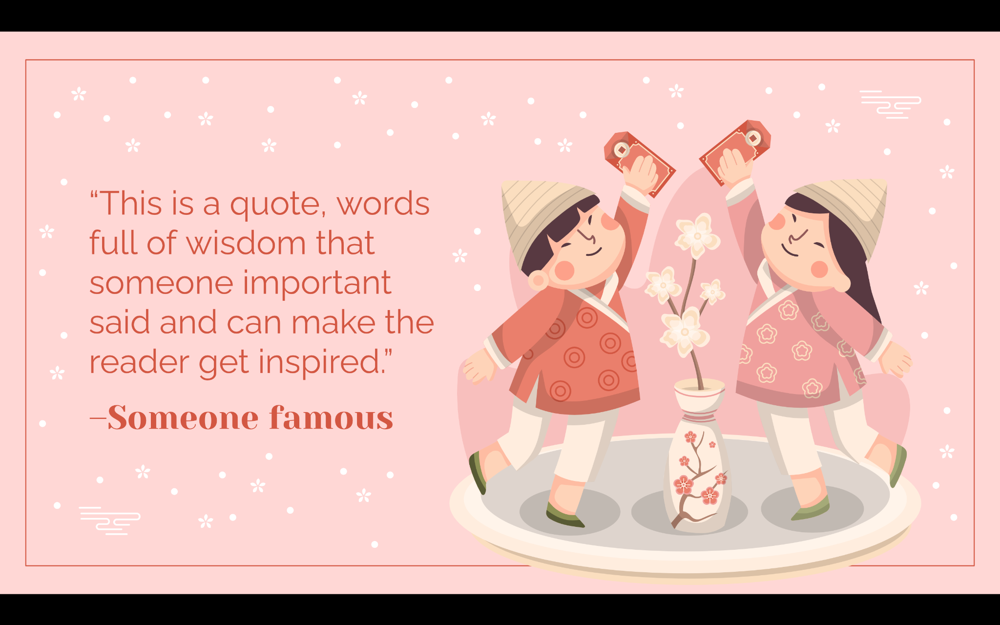 “This is a quote, words
full of wisdom that
someone important
said and can make the
reader get inspired.”
—Someone famous